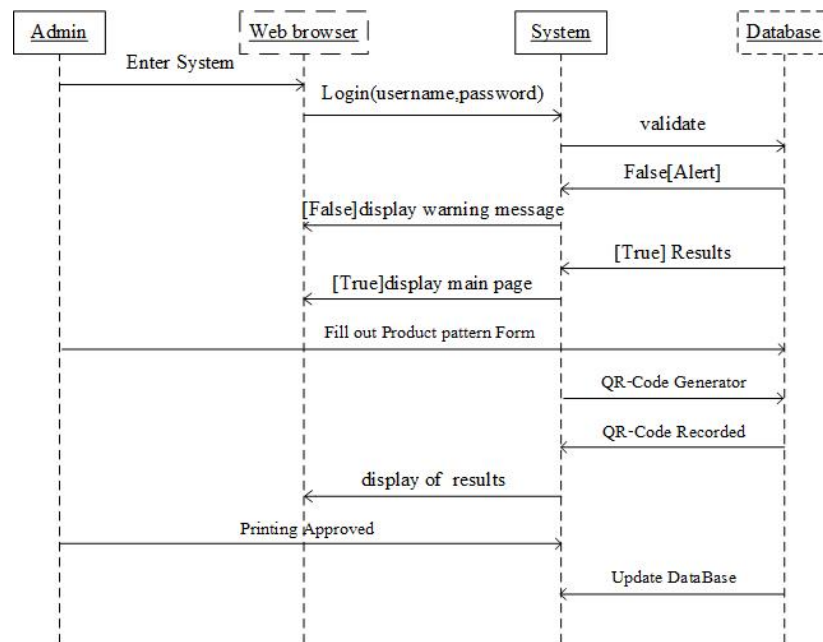 Admin
Web browser
System
Database
Enter System
Login(username,password)
validate
False[Alert]
[False]display warning message
[True] Results
[True]display main page
Fill out Product pattern Form
QR-Code Generator
QR-Code Recorded
display of results
Printing Approved
Update DataBase